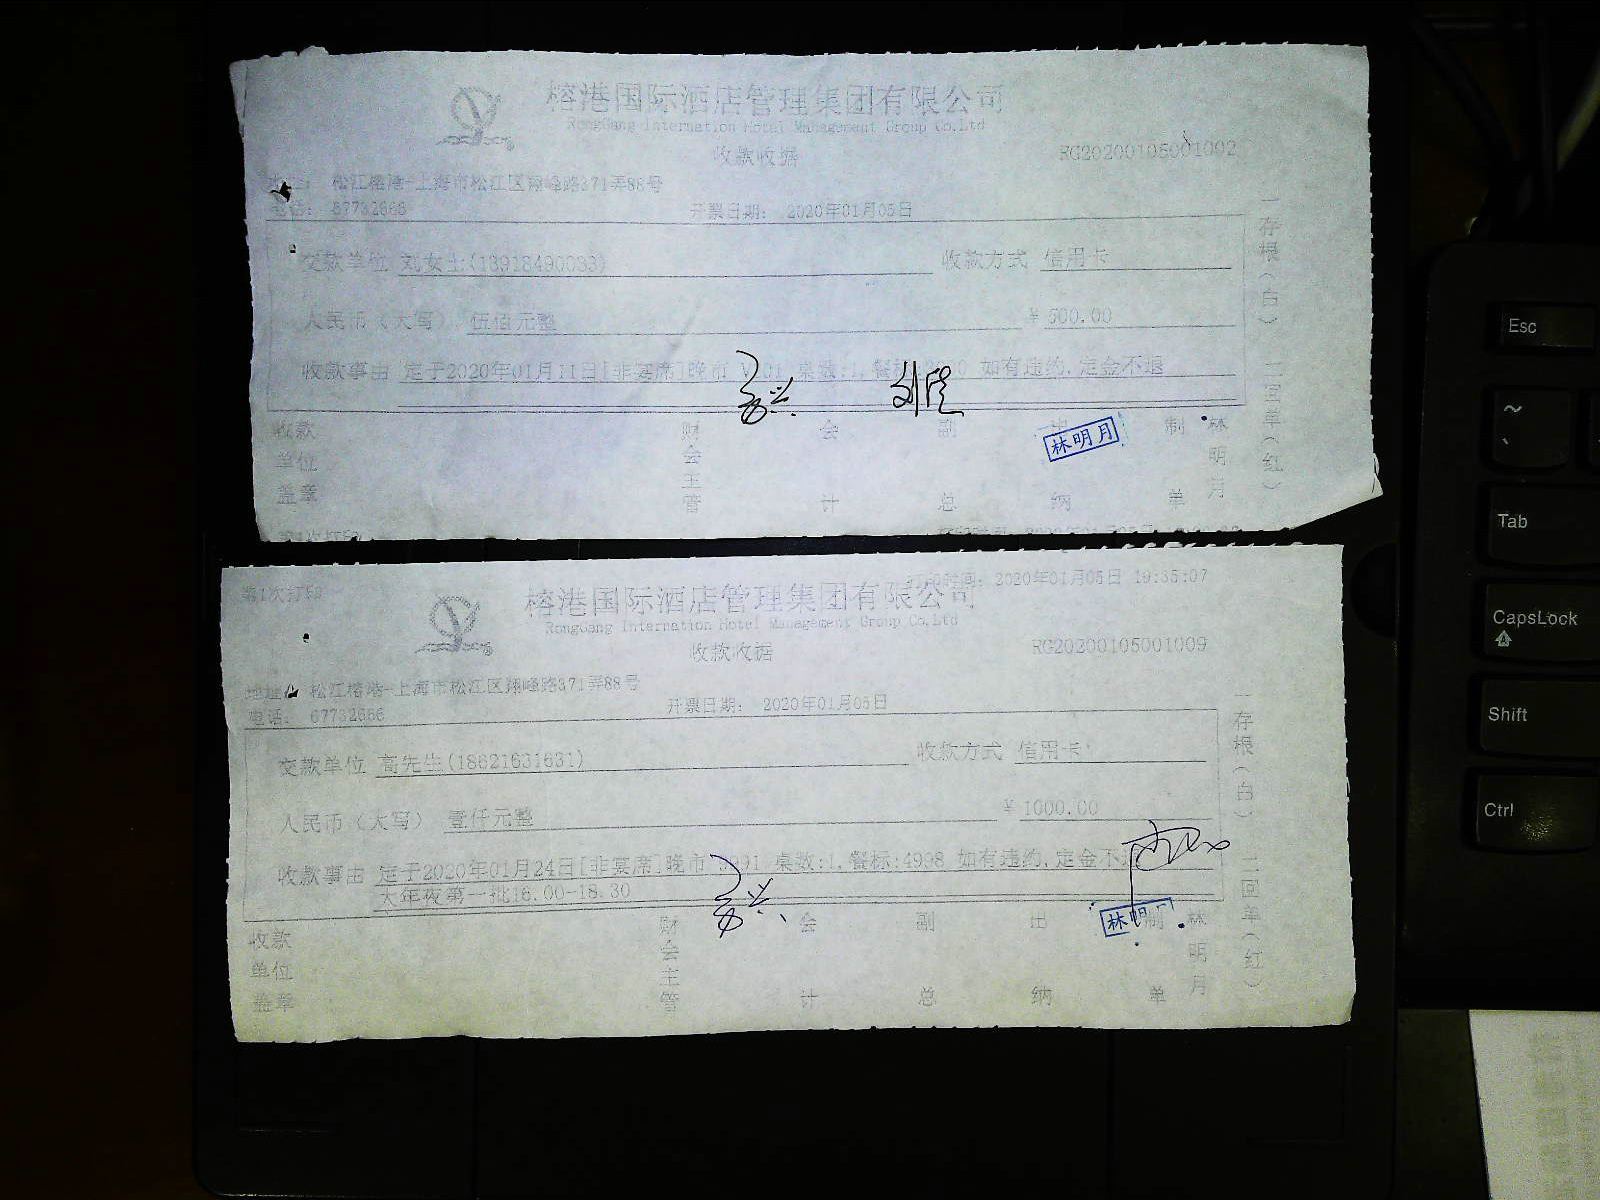 榕港国际酒店管理集团有限公司
RongGang Internation Hotel Management Group Co.Ltd
收款收据 RG20200105001002
松江榕港-上海市松江区翔峰路371弄88号
电话: 67732666 开票日期: 2020年01月05日
交款单位 刘女士(13918490033) 收款方式 信用卡
人民币(大写) 伍佰元整 ¥ 500.00
收款事由 定于2020年01月11日[非宴席]晚市 桌数:1,餐标: 如有违约,定金不退
收款单位盖章 财会主管 会计 副总 出纳 制单 林明月
林明月
一存根(白) 二回单(红)
第1次打印 打印时间: 2020年01月05日 19:35:07
榕港国际酒店管理集团有限公司
RongGang Internation Hotel Management Group Co.Ltd
收款收据 RG20200105001009
地址: 松江榕港-上海市松江区翔峰路371弄88号
电话: 67732666 开票日期: 2020年01月05日
交款单位 高先生(18621631631) 收款方式 信用卡
人民币(大写) 壹仟元整 ¥ 1000.00
收款事由 定于2020年01月24日[非宴席]晚市 桌数:1,餐标:4998 如有违约,定金不退
大年夜第一批16.00-18.30
收款单位盖章 财会主管 会计 副总 出纳 制单 林明月
一存根(白) 二回单(红)
Esc
~
Tab
CapsLock
Shift
Ctrl